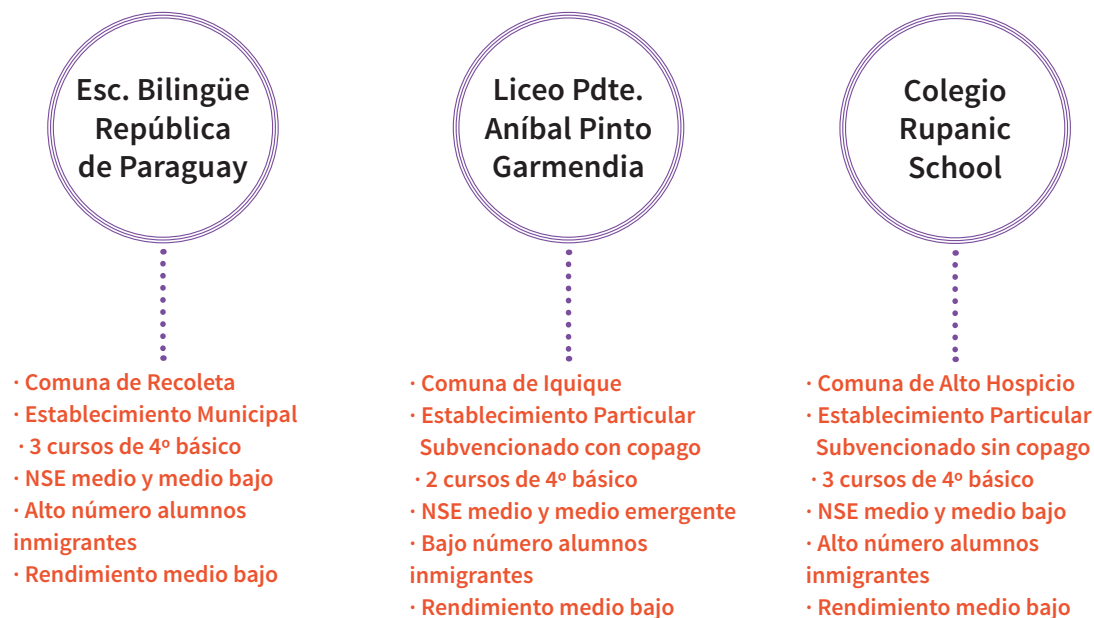 Esc. Bilingüe
República
de Paraguay
· Comuna de Recoleta
· Establecimiento Municipal
· 3 cursos de 4º básico
· NSE medio y medio bajo
· Alto número alumnos
inmigrantes
· Rendimiento medio bajo
Liceo Pdte.
Aníbal Pinto
Garmendia
· Comuna de Iquique
· Establecimiento Particular
Subvencionado con copago
· 2 cursos de 4º básico
· NSE medio y medio emergente
· Bajo número alumnos
inmigrantes
· Rendimiento medio bajo
Colegio
Rupanic
School
· Comuna de Alto Hospicio
· Establecimiento Particular
Subvencionado sin copago
· 3 cursos de 4º básico
· NSE medio y medio bajo
· Alto número alumnos
inmigrantes
· Rendimiento medio bajo